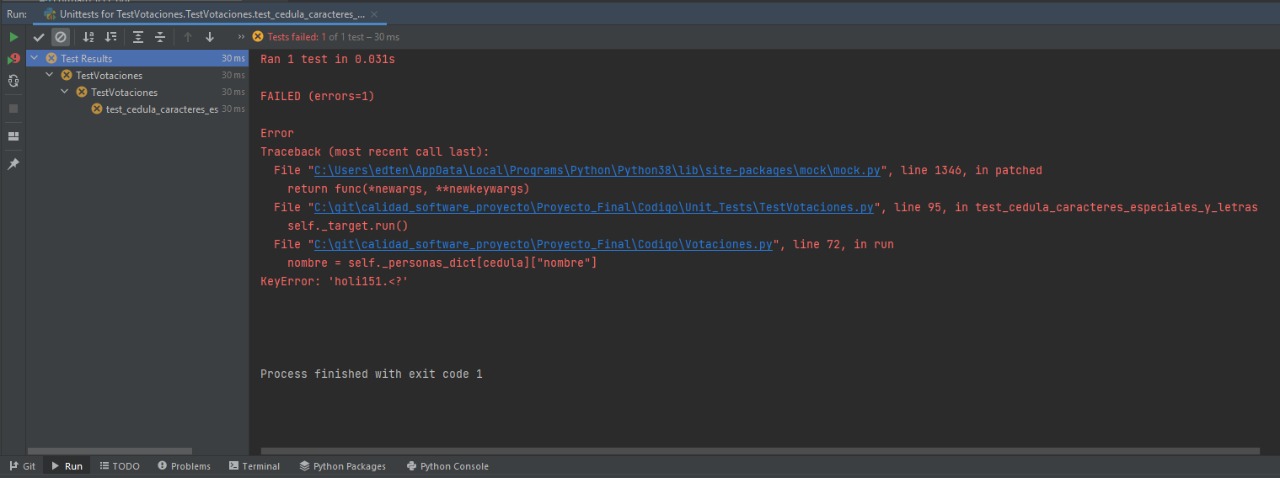 Run:
Unittests for TestVotaciones.TestVotaciones.test_cedula_caracteres_...
Tests failed: 1 of 1 test – 30 ms
Test Results 30 ms
TestVotaciones 30 ms
TestVotaciones 30 ms
test_cedula_caracteres_es 30 ms
Ran 1 test in 0.031s
FAILED (errors=1)
Error
Traceback (most recent call last):
File "C:\Users\edten\AppData\Local\Programs\Python\Python38\lib\site-packages\mock\mock.py", line 1346, in patched
return func(*newargs, **newkeywargs)
File "C:\git\calidad_software_proyecto\Proyecto_Final\Codigo\Unit_Tests\TestVotaciones.py", line 95, in test_cedula_caracteres_especiales_y_letras
self._target.run()
File "C:\git\calidad_software_proyecto\Proyecto_Final\Codigo\Votaciones.py", line 72, in run
nombre = self._personas_dict[cedula]["nombre"]
KeyError: 'holi151.<?'
Process finished with exit code 1
Git Run TODO Problems Terminal Python Packages Python Console